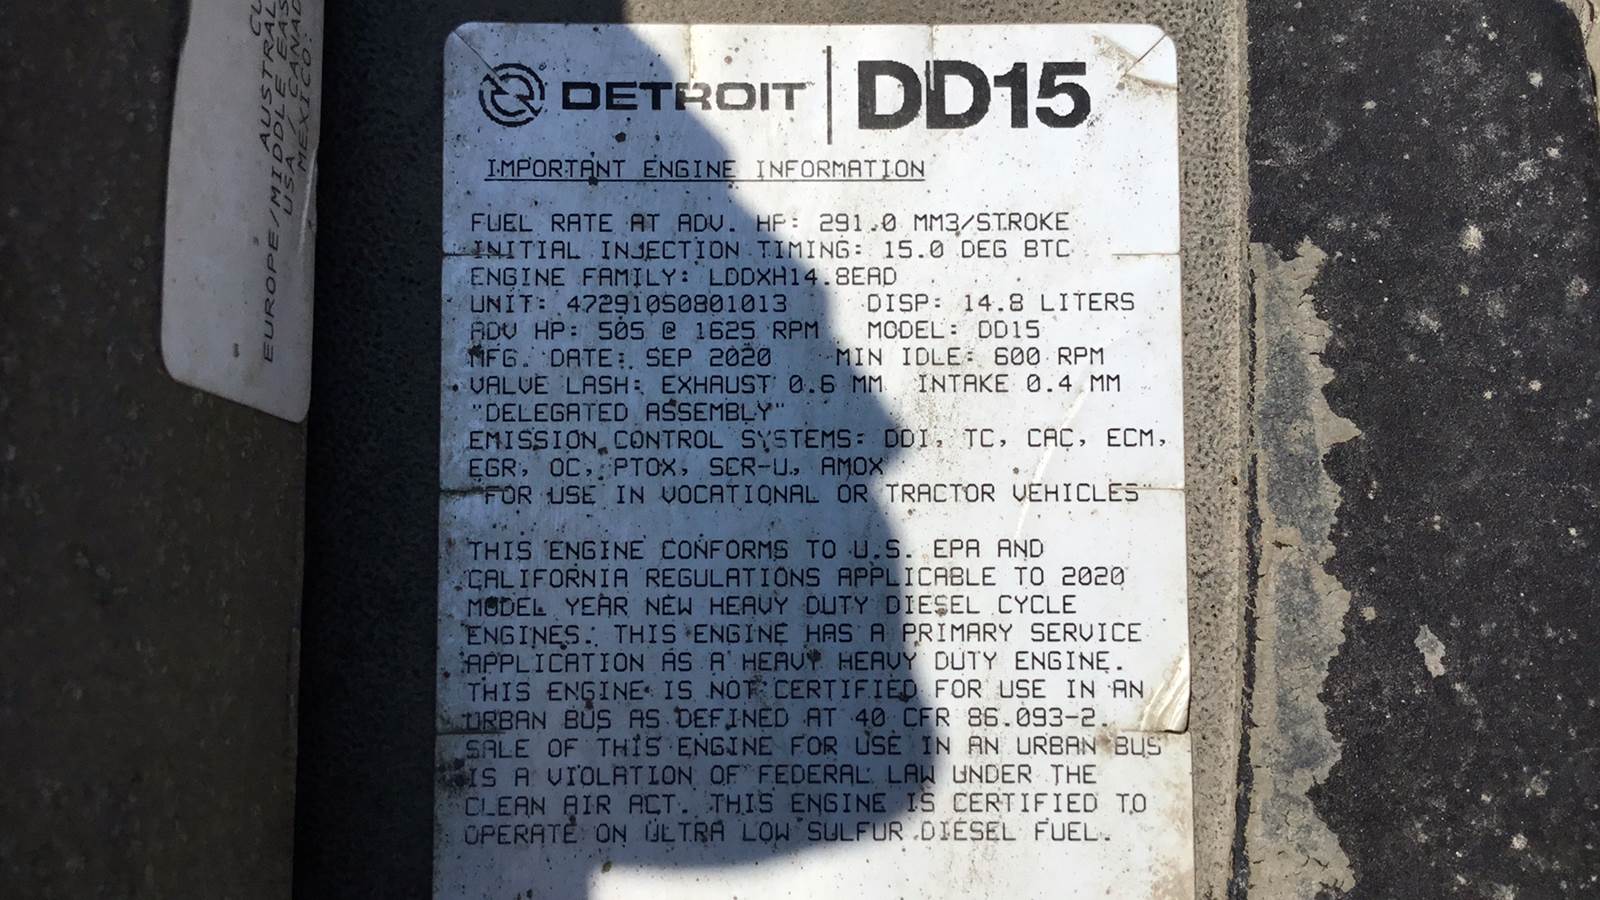 AUSTRAL
EUROPE/MIDDLE EAS
USA/CANAD
MEXICO:
DETROIT | DD15
IMPORTANT ENGINE INFORMATION
FUEL RATE AT ADV. HP: 291.0 MM3/STROKE
INITIAL INJECTION TIMING: 15.0 DEG BTC
ENGINE FAMILY: LDDXH14.8EAD
UNIT: 472910S0801013 DISP: 14.8 LITERS
ADV HP: 505 @ 1625 RPM MODEL: DD15
MFG. DATE: SEP 2020 MIN IDLE: 600 RPM
VALVE LASH: EXHAUST 0.6 MM INTAKE 0.4 MM
"DELEGATED ASSEMBLY"
EMISSION CONTROL SYSTEMS: DDI, TC, CAC, ECM,
EGR, OC, PTOX, SCR-U, AMOX
"FOR USE IN VOCATIONAL OR TRACTOR VEHICLES"
THIS ENGINE CONFORMS TO U.S. EPA AND
CALIFORNIA REGULATIONS APPLICABLE TO 2020
MODEL YEAR NEW HEAVY DUTY DIESEL CYCLE
ENGINES. THIS ENGINE HAS A PRIMARY SERVICE
APPLICATION AS A HEAVY HEAVY DUTY ENGINE.
THIS ENGINE IS NOT CERTIFIED FOR USE IN AN
URBAN BUS AS DEFINED AT 40 CFR 86.093-2.
SALE OF THIS ENGINE FOR USE IN AN URBAN BUS
IS A VIOLATION OF FEDERAL LAW UNDER THE
CLEAN AIR ACT. THIS ENGINE IS CERTIFIED TO
OPERATE ON ULTRA LOW SULFUR DIESEL FUEL.